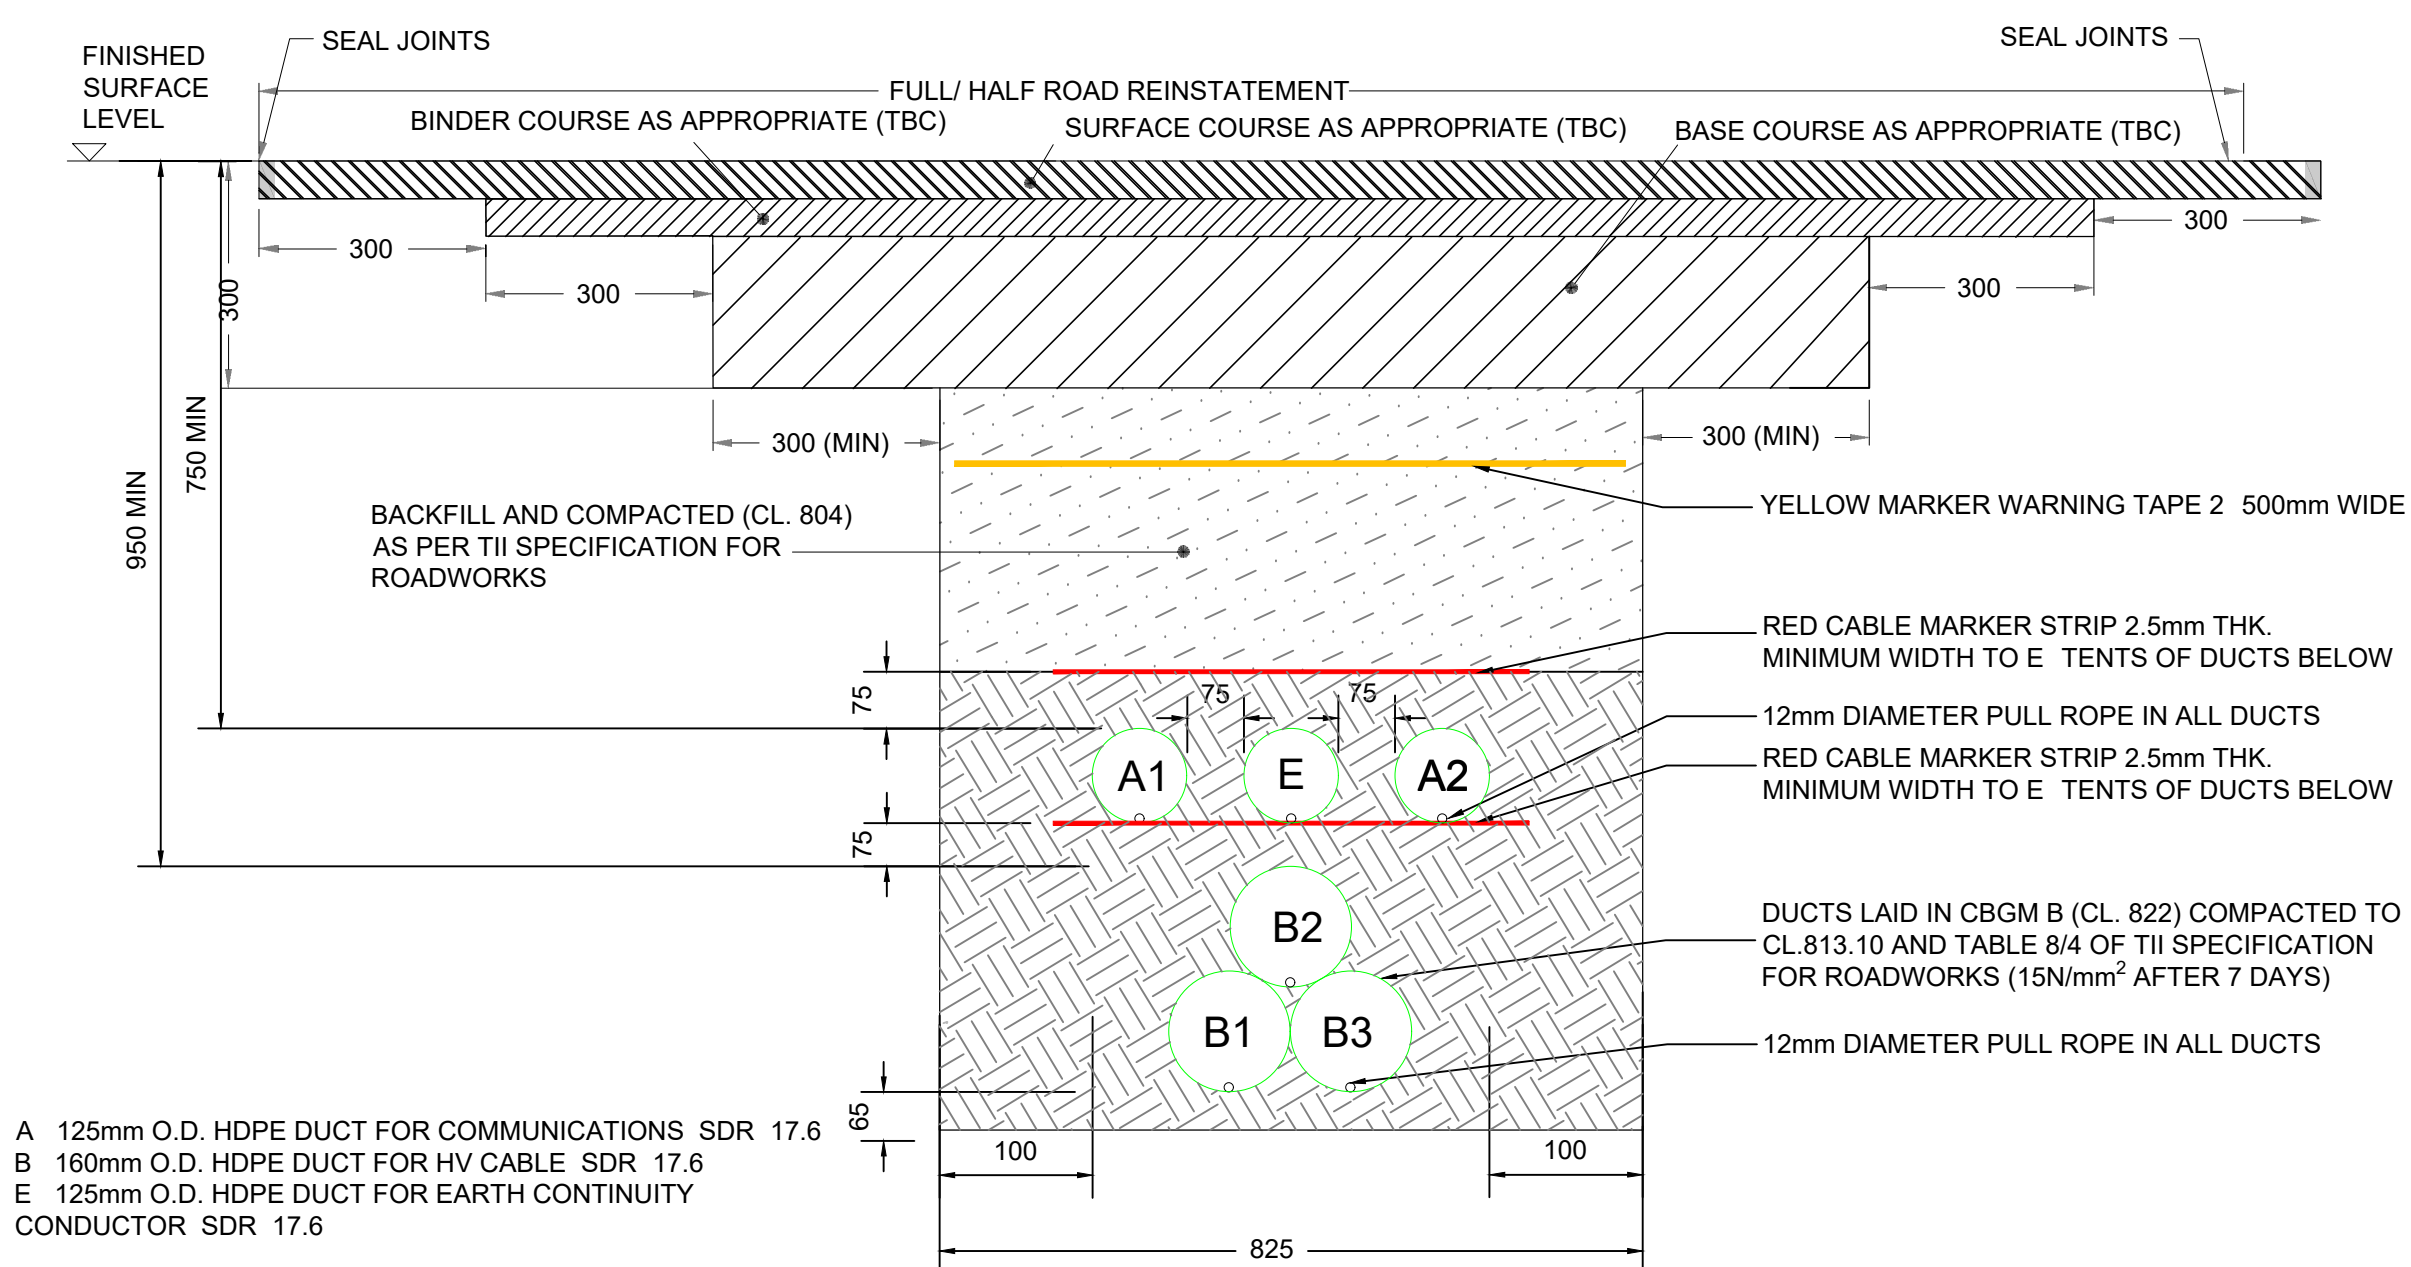 FINISHED
SURFACE
LEVEL
SEAL JOINTS
SEAL JOINTS
FULL/ HALF ROAD REINSTATEMENT
BINDER COURSE AS APPROPRIATE (TBC)
SURFACE COURSE AS APPROPRIATE (TBC)
BASE COURSE AS APPROPRIATE (TBC)
300
300
300
300
300
300 (MIN)
300 (MIN)
750 MIN
950 MIN
BACKFILL AND COMPACTED (CL. 804)
AS PER TII SPECIFICATION FOR
ROADWORKS
YELLOW MARKER WARNING TAPE 2 500mm WIDE
RED CABLE MARKER STRIP 2.5mm THK.
MINIMUM WIDTH TO E TENTS OF DUCTS BELOW
75
75
75
12mm DIAMETER PULL ROPE IN ALL DUCTS
A1
E
A2
RED CABLE MARKER STRIP 2.5mm THK.
MINIMUM WIDTH TO E TENTS OF DUCTS BELOW
75
B2
DUCTS LAID IN CBGM B (CL. 822) COMPACTED TO
CL.813.10 AND TABLE 8/4 OF TII SPECIFICATION
FOR ROADWORKS (15N/mm² AFTER 7 DAYS)
B1
B3
12mm DIAMETER PULL ROPE IN ALL DUCTS
65
100
100
825
A 125mm O.D. HDPE DUCT FOR COMMUNICATIONS SDR 17.6
B 160mm O.D. HDPE DUCT FOR HV CABLE SDR 17.6
E 125mm O.D. HDPE DUCT FOR EARTH CONTINUITY
CONDUCTOR SDR 17.6